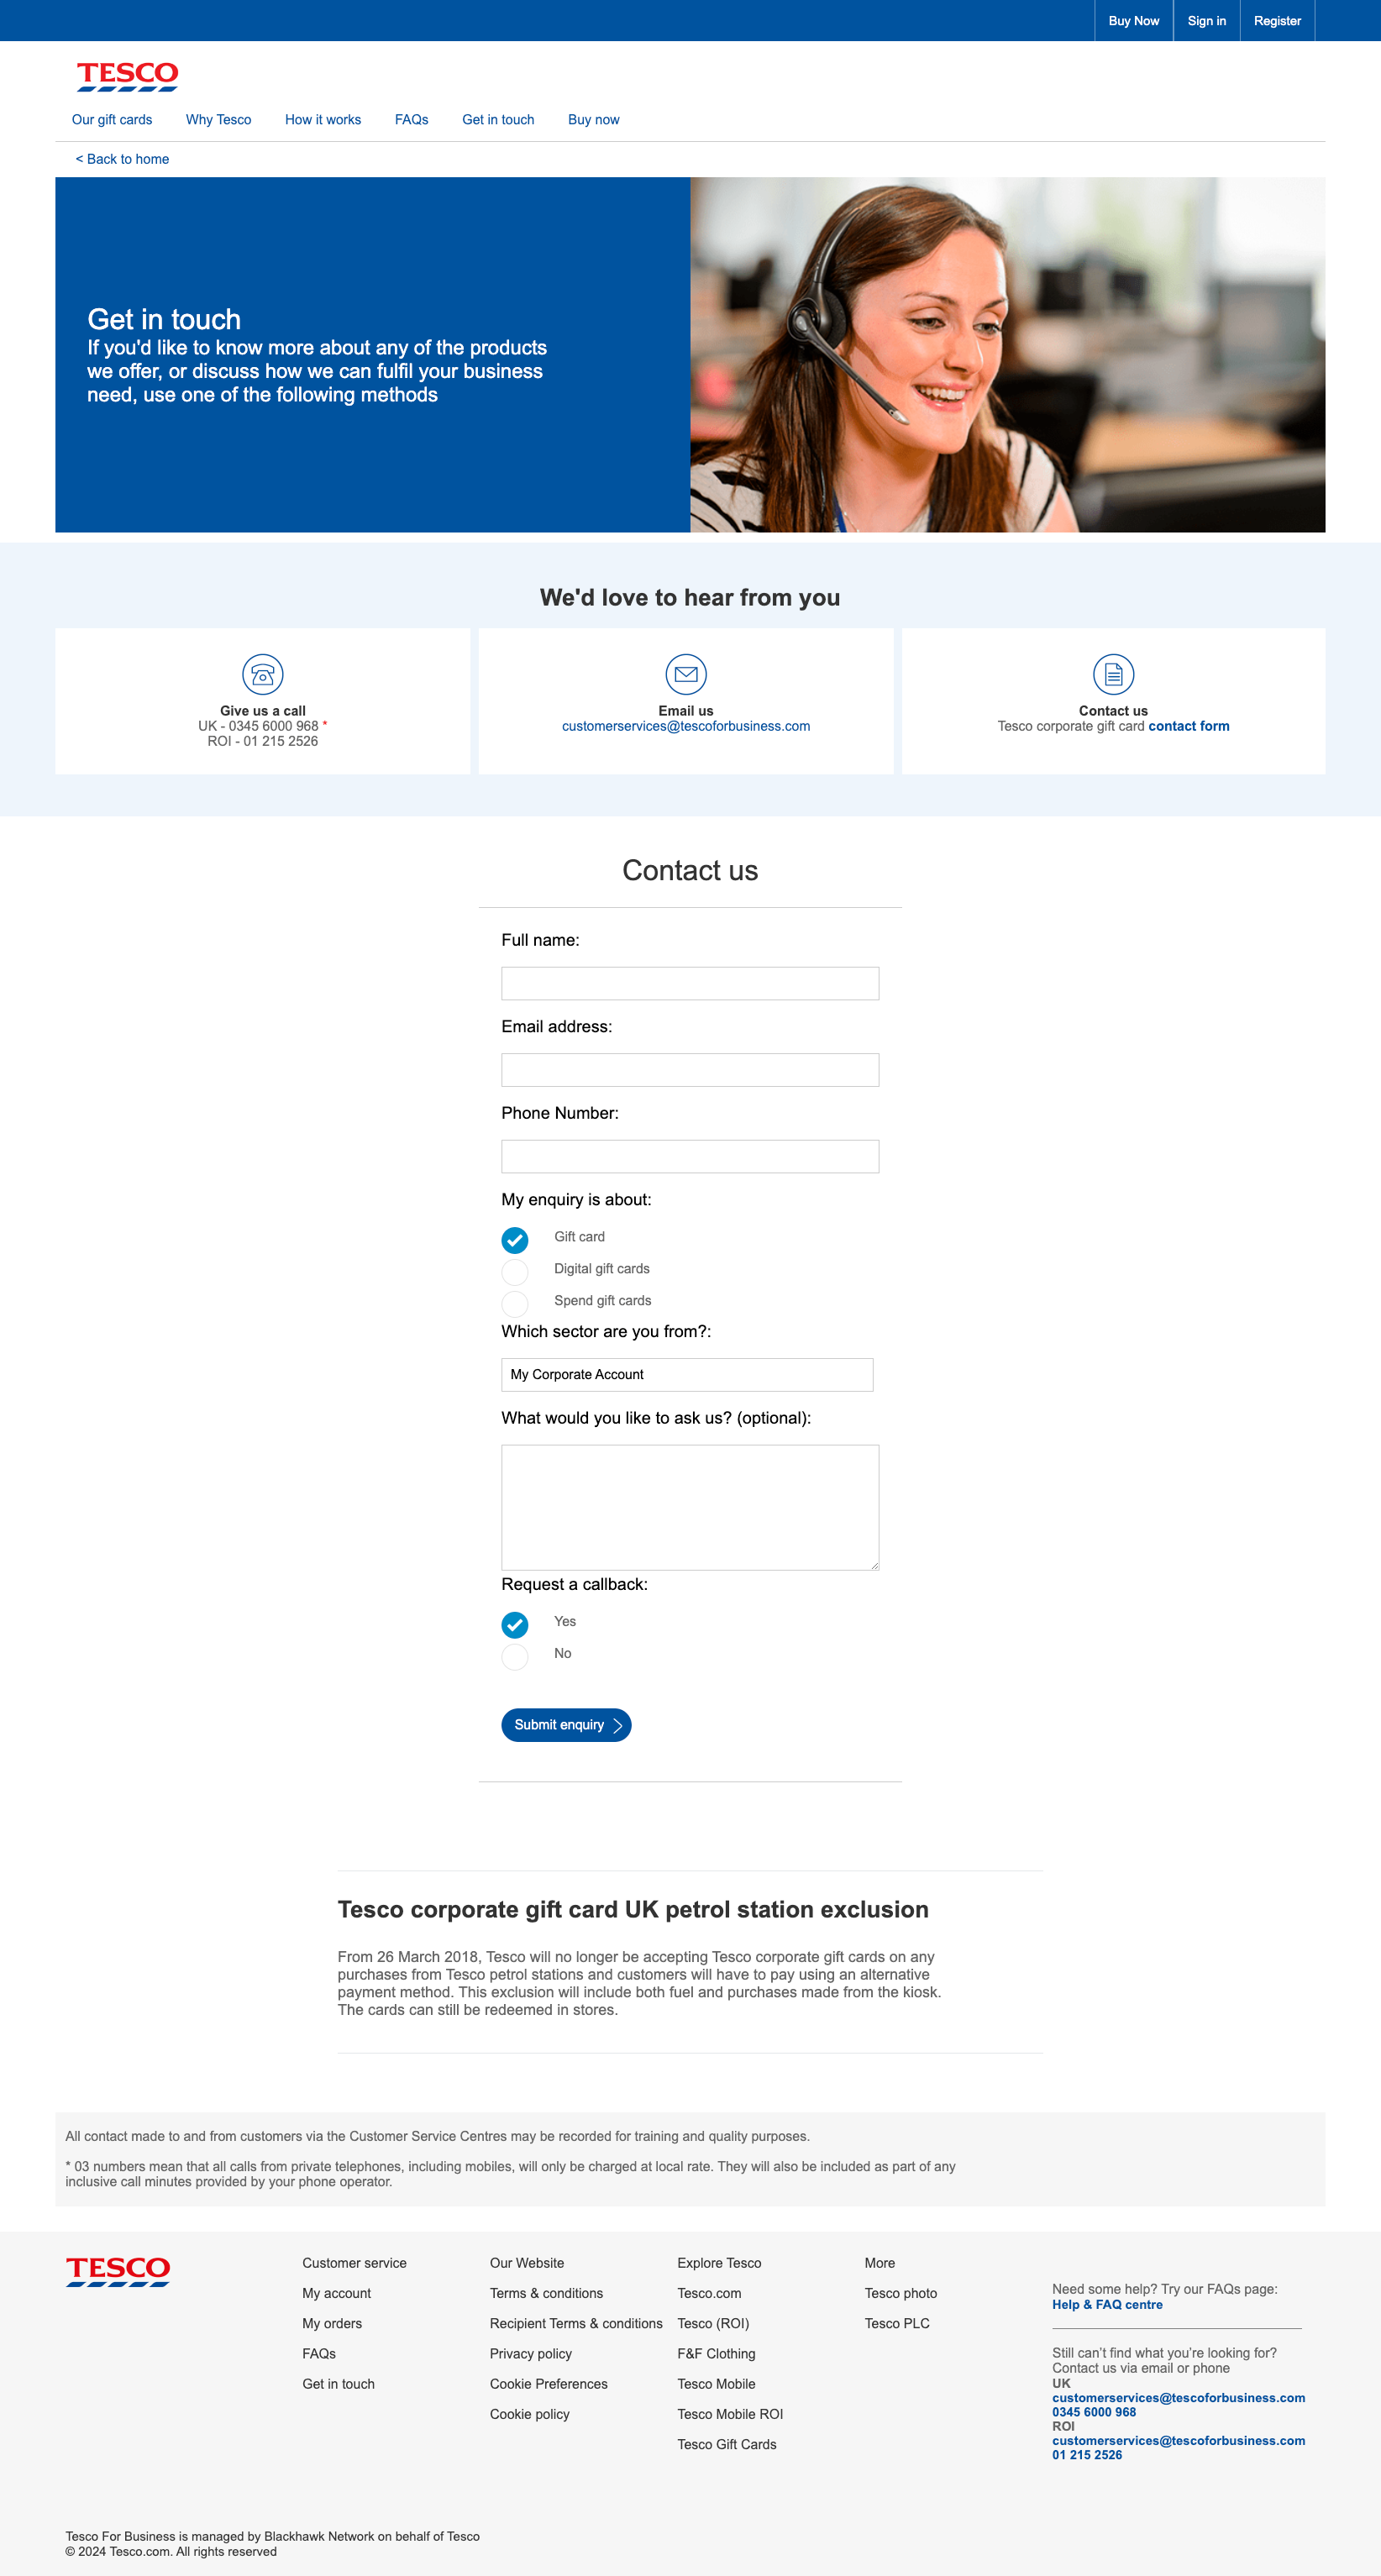 Buy Now
Sign in
Register
TESCO
Our gift cards
Why Tesco
How it works
FAQs
Get in touch
Buy now
< Back to home
Get in touch
If you'd like to know more about any of the products
we offer, or discuss how we can fulfil your business
need, use one of the following methods
We'd love to hear from you
Give us a call
UK - 0345 6000 968 *
ROI - 01 215 2526
Email us
customerservices@tescoforbusiness.com
Contact us
Tesco corporate gift card contact form
Contact us
Full name:
Email address:
Phone Number:
My enquiry is about:
Gift card
Digital gift cards
Spend gift cards
Which sector are you from?:
My Corporate Account
What would you like to ask us? (optional):
Request a callback:
Yes
No
Submit enquiry
Tesco corporate gift card UK petrol station exclusion
From 26 March 2018, Tesco will no longer be accepting Tesco corporate gift cards on any
purchases from Tesco petrol stations and customers will have to pay using an alternative
payment method. This exclusion will include both fuel and purchases made from the kiosk.
The cards can still be redeemed in stores.
All contact made to and from customers via the Customer Service Centres may be recorded for training and quality purposes.
* 03 numbers mean that all calls from private telephones, including mobiles, will only be charged at local rate. They will also be included as part of any
inclusive call minutes provided by your phone operator.
TESCO
Customer service
My account
My orders
FAQs
Get in touch
Our Website
Terms & conditions
Recipient Terms & conditions
Privacy policy
Cookie Preferences
Cookie policy
Explore Tesco
Tesco.com
Tesco (ROI)
F&F Clothing
Tesco Mobile
Tesco Mobile ROI
Tesco Gift Cards
More
Tesco photo
Tesco PLC
Need some help? Try our FAQs page:
Help & FAQ centre
Still can't find what you're looking for?
Contact us via email or phone
UK
customerservices@tescoforbusiness.com
0345 6000 968
ROI
customerservices@tescoforbusiness.com
01 215 2526
Tesco For Business is managed by Blackhawk Network on behalf of Tesco
© 2024 Tesco.com. All rights reserved